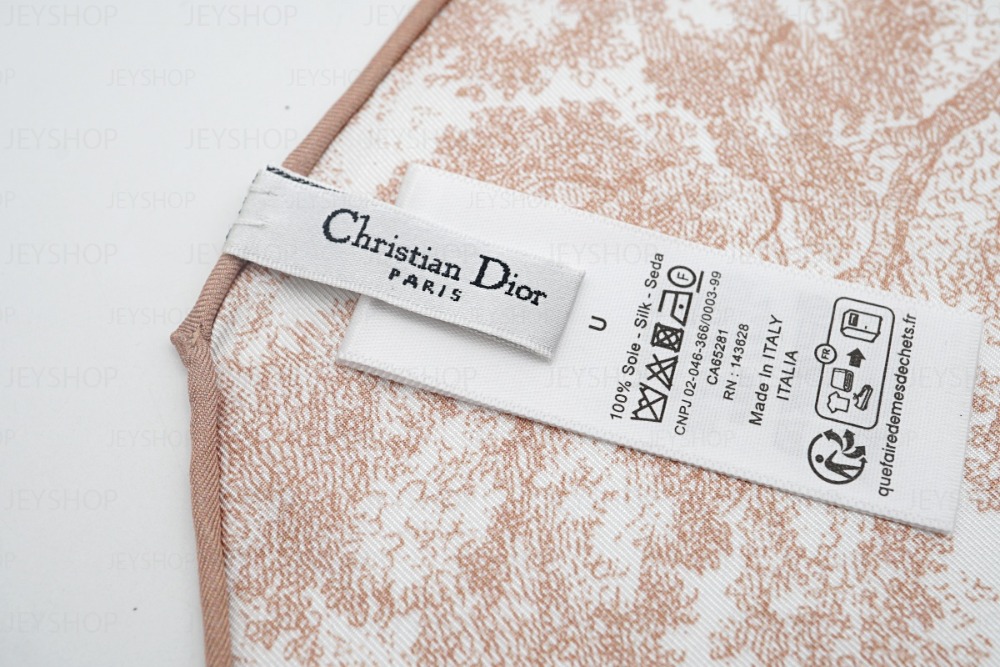 Christian Dior
PARIS
U
100% Soie - Silk - Seda
F
CNPJ 02-046-366/0003-99
CA65281
RN : 143628
Made In ITALY
ITALIA
FR
quefairedemesdechets.fr
JEYSHOP